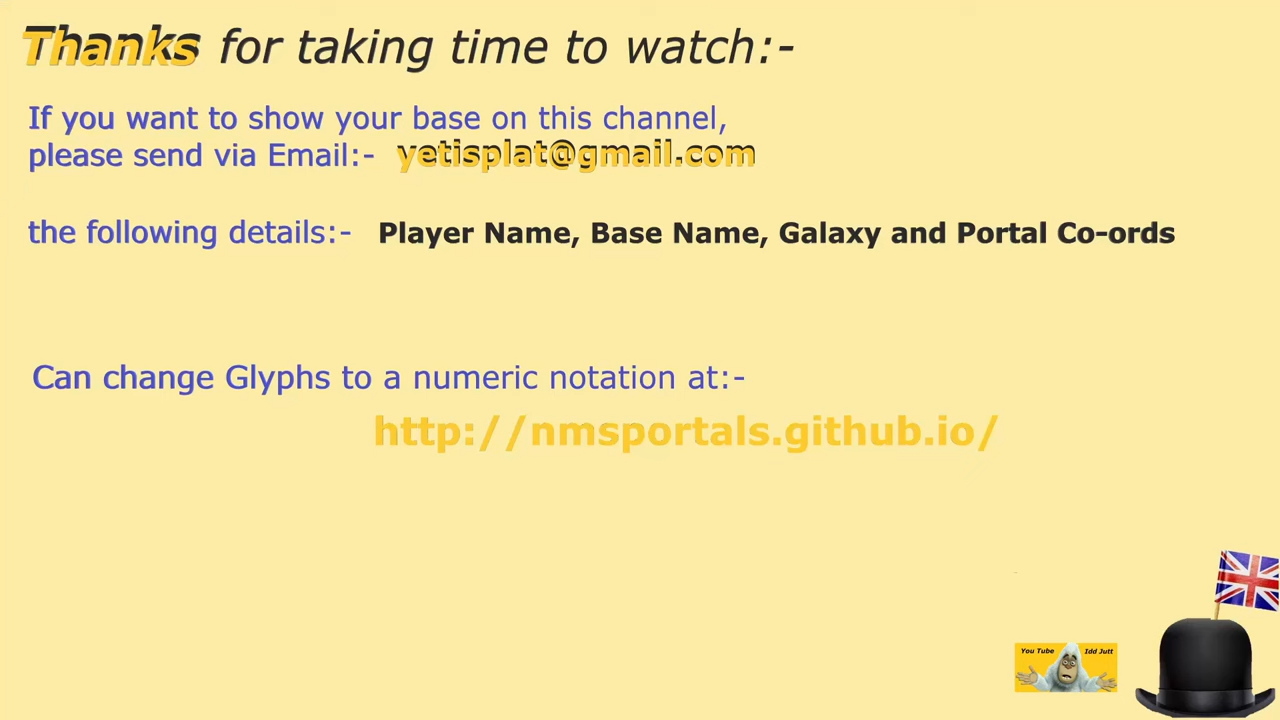 Thanks for taking time to watch:-
If you want to show your base on this channel,
please send via Email:- yetisplat@gmail.com
the following details:- Player Name, Base Name, Galaxy and Portal Co-ords
Can change Glyphs to a numeric notation at:-
http://nmsportals.github.io/
You Tube Idd Jutt